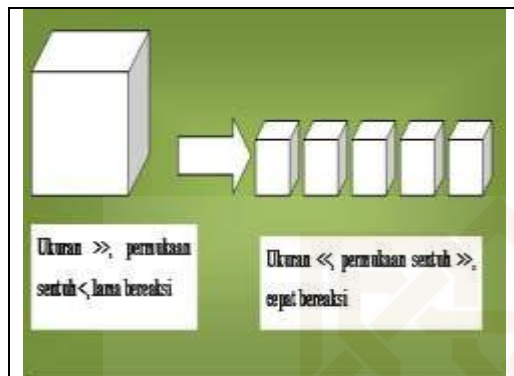 Ukuran >>, permukaan
sentuh <, lama bereaksi
Ukuran <<, permukaan sentuh >>,
cepat bereaksi